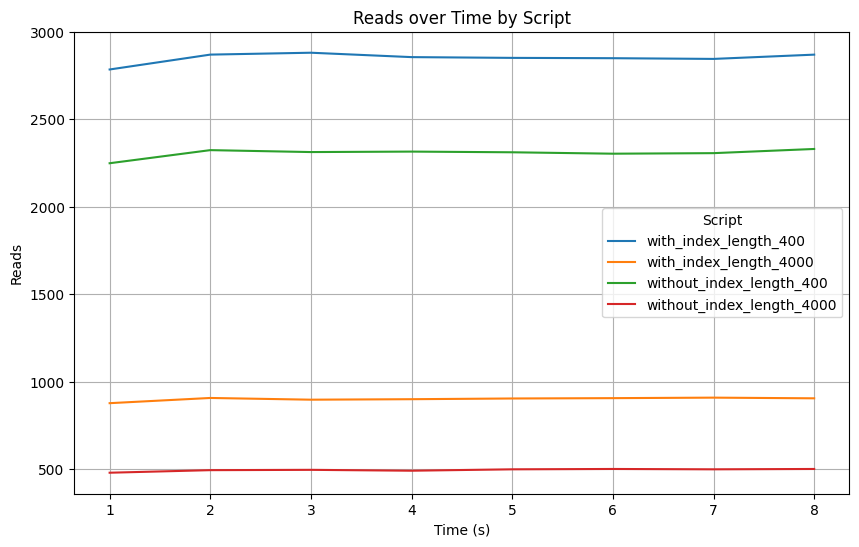 Reads over Time by Script
3000
2500
2000
1500
1000
500
Reads
Script
with_index_length_400
with_index_length_4000
without_index_length_400
without_index_length_4000
1 2 3 4 5 6 7 8
Time (s)